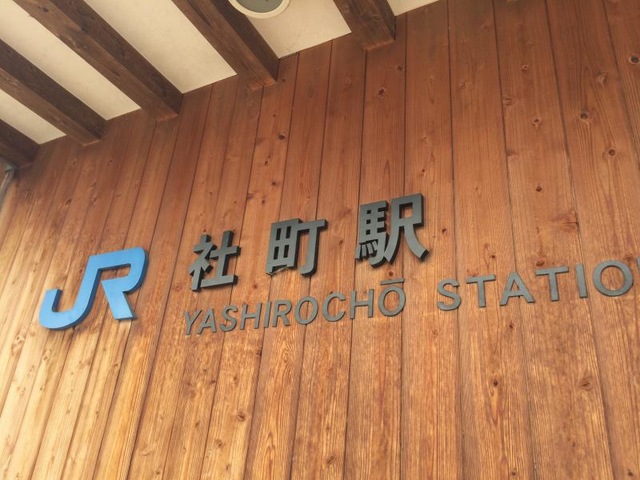 JR 社町駅
YASHIROCHŌ STATIO